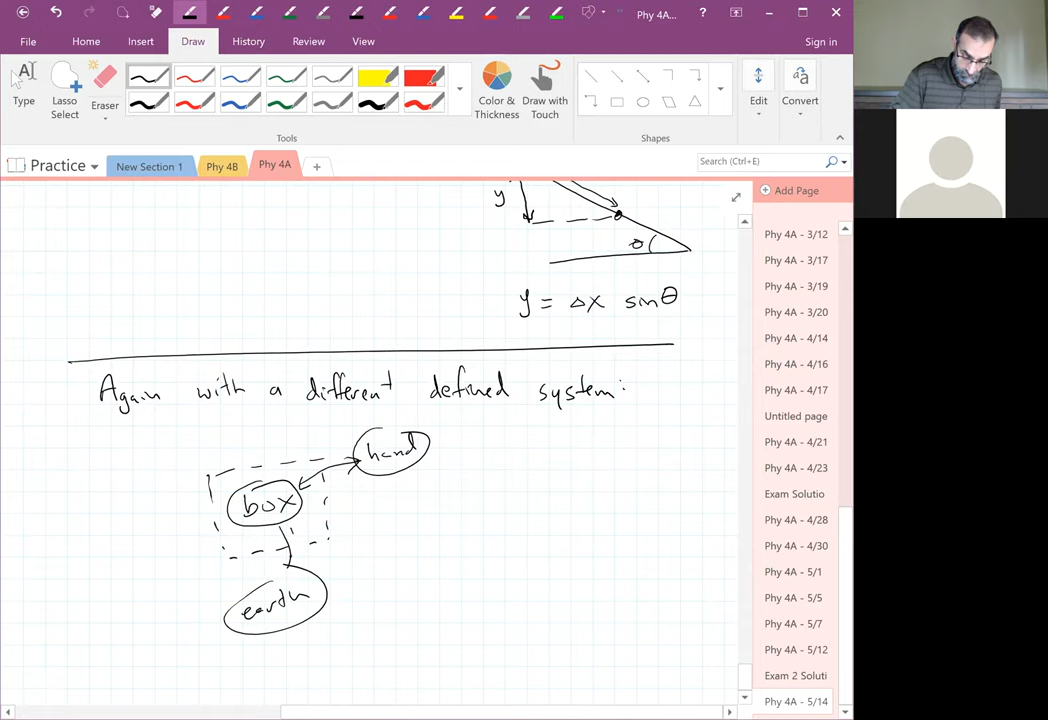 Phy 4A...
?
File
Home
Insert
Draw
History
Review
View
Sign in
Type
Lasso
Select
Eraser
Color &
Thickness
Draw with
Touch
Edit
Convert
Tools
Shapes
Practice
New Section 1
Phy 4B
Phy 4A
+
Search (Ctrl+E)
Add Page
Phy 4A - 3/12
Phy 4A - 3/17
Phy 4A - 3/19
Phy 4A - 3/20
Phy 4A - 4/14
Phy 4A - 4/16
Phy 4A - 4/17
Untitled page
Phy 4A - 4/21
Phy 4A - 4/23
Exam Solutio
Phy 4A - 4/28
Phy 4A - 4/30
Phy 4A - 5/1
Phy 4A - 5/5
Phy 4A - 5/7
Phy 4A - 5/12
Exam 2 Soluti
Phy 4A - 5/14
y
θ
y = Δx sinθ
Again with a different defined system:
hand
box
earth